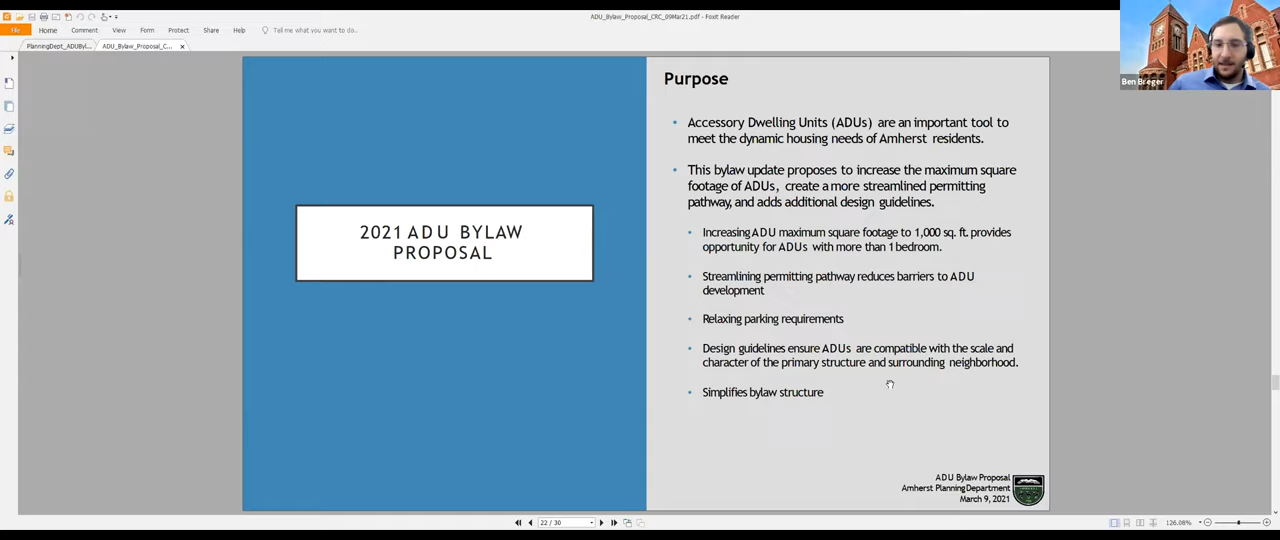 ADU_Bylaw_Proposal_CRC_09Mar21.pdf - Foxit Reader
File Home Comment View Form Protect Share Help Tell me what you want to do..
PlanningDept_ADUByl... ADU_Bylaw_Proposal_C...
Ben Breger
2021 ADU BYLAW
PROPOSAL
Purpose
• Accessory Dwelling Units (ADUs) are an important tool to
meet the dynamic housing needs of Amherst residents.
• This bylaw update proposes to increase the maximum square
footage of ADUs, create a more streamlined permitting
pathway, and adds additional design guidelines.
• Increasing ADU maximum square footage to 1,000 sq. ft. provides
opportunity for ADUs with more than 1 bedroom.
• Streamlining permitting pathway reduces barriers to ADU
development
• Relaxing parking requirements
• Design guidelines ensure ADUs are compatible with the scale and
character of the primary structure and surrounding neighborhood.
• Simplifies bylaw structure
ADU Bylaw Proposal
Amherst Planning Department
March 9, 2021
22 / 30
126.08%